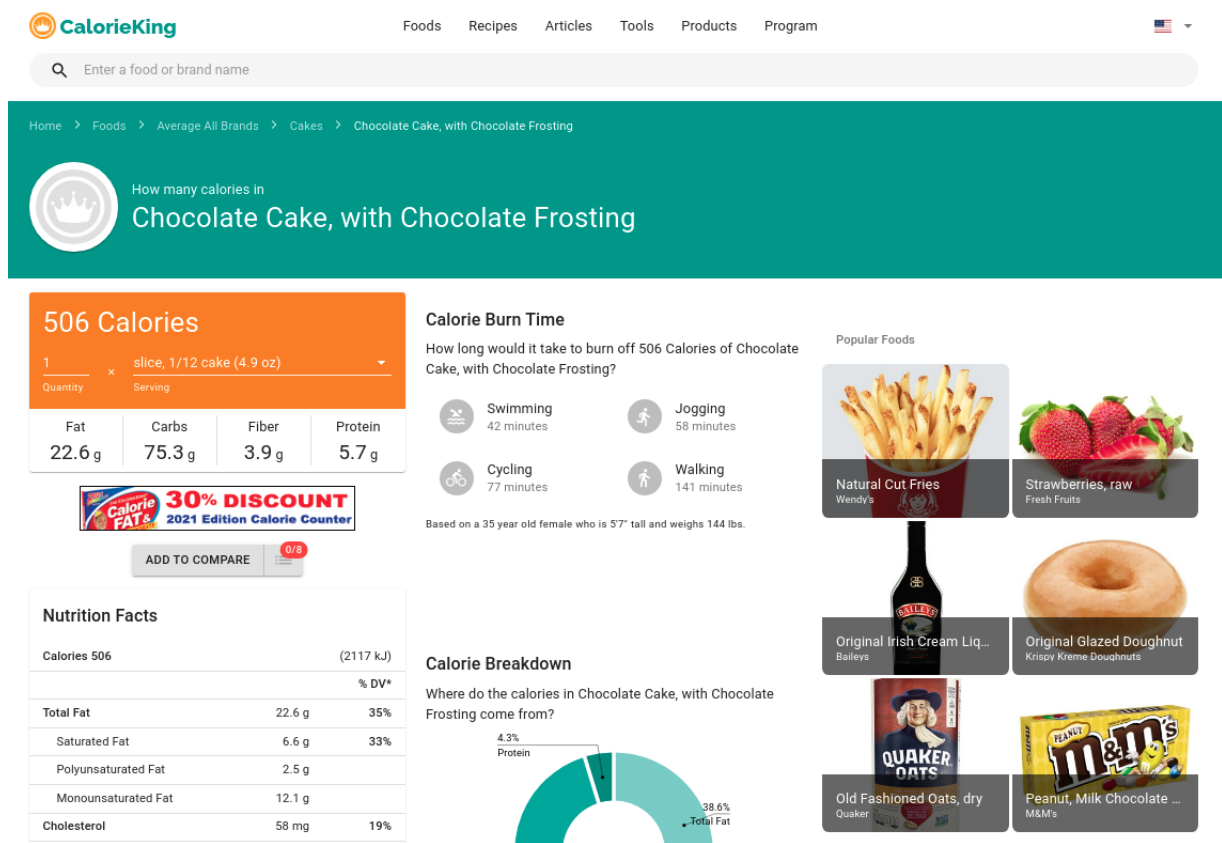 CalorieKing
Foods Recipes Articles Tools Products Program
Enter a food or brand name
Home > Foods > Average All Brands > Cakes > Chocolate Cake, with Chocolate Frosting
How many calories in
Chocolate Cake, with Chocolate Frosting
506 Calories
1 × slice, 1/12 cake (4.9 oz)
Quantity Serving
Fat Carbs Fiber Protein
22.6 g 75.3 g 3.9 g 5.7 g
Calorie
FAT &
30% DISCOUNT
2021 Edition Calorie Counter
ADD TO COMPARE
0/8
Nutrition Facts
Calories 506 (2117 kJ)
% DV*
Total Fat 22.6 g 35%
Saturated Fat 6.6 g 33%
Polyunsaturated Fat 2.5 g
Monounsaturated Fat 12.1 g
Cholesterol 58 mg 19%
Calorie Burn Time
How long would it take to burn off 506 Calories of Chocolate
Cake, with Chocolate Frosting?
Swimming
42 minutes
Jogging
58 minutes
Cycling
77 minutes
Walking
141 minutes
Based on a 35 year old female who is 5'7" tall and weighs 144 lbs.
Calorie Breakdown
Where do the calories in Chocolate Cake, with Chocolate
Frosting come from?
4.3%
Protein
38.6%
Total Fat
Popular Foods
Natural Cut Fries
Wendy's
Strawberries, raw
Fresh Fruits
BAILEYS
Original Irish Cream Liq...
Baileys
Original Glazed Doughnut
Krispy Kreme Doughnuts
QUAKER
OATS
Old Fashioned Oats, dry
Quaker
PEANUT
m&m's
Peanut, Milk Chocolate ...
M&M's